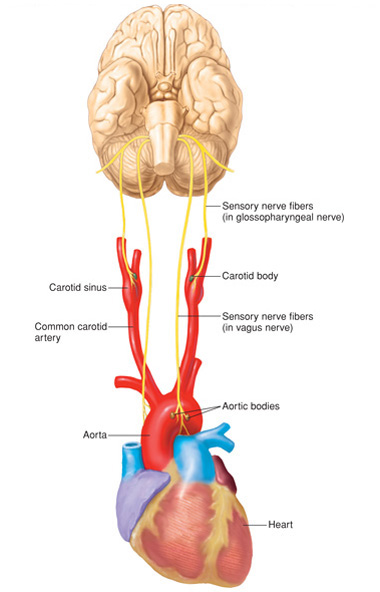 Sensory nerve fibers
(in glossopharyngeal nerve)
Carotid body
Carotid sinus
Sensory nerve fibers
(in vagus nerve)
Common carotid
artery
Aortic bodies
Aorta
Heart